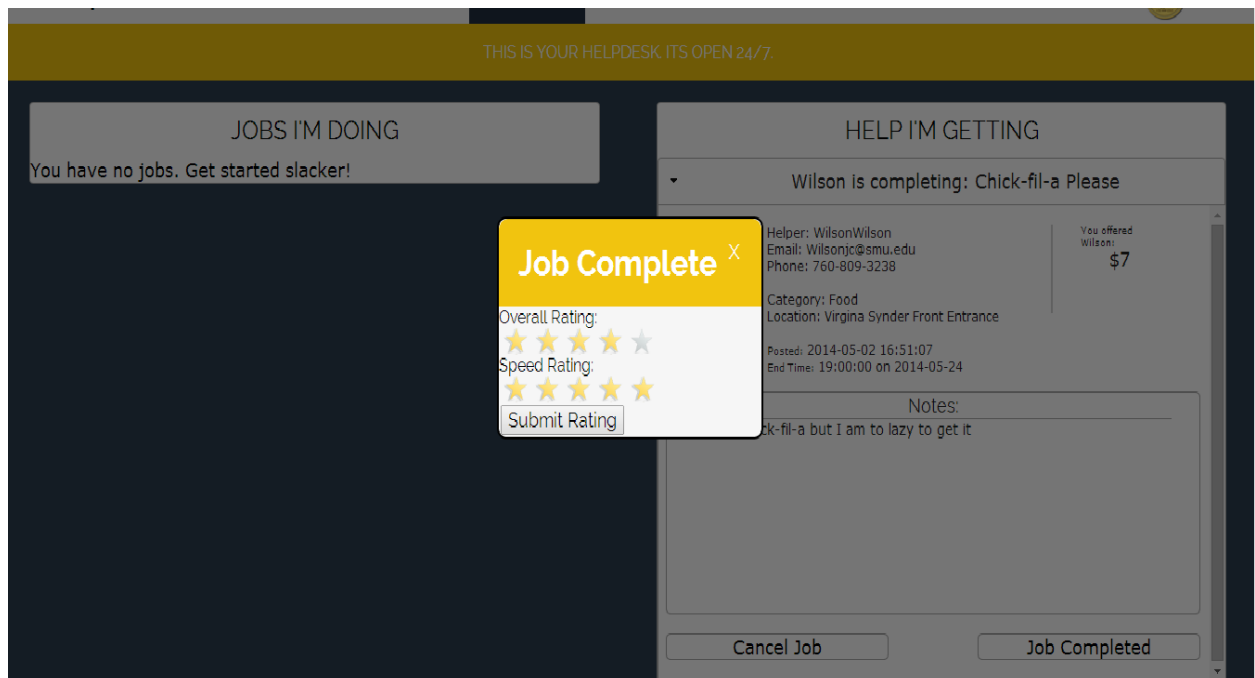 THIS IS YOUR HELPDESK. ITS OPEN 24/7.
JOBS I'M DOING
You have no jobs. Get started slacker!
HELP I'M GETTING
Wilson is completing: Chick-fil-a Please
Helper: WilsonWilson
Email: Wilsonjc@smu.edu
Phone: 760-809-3238
Category: Food
Location: Virgina Synder Front Entrance
Posted: 2014-05-02 16:51:07
End Time: 19:00:00 on 2014-05-24
You offered
Wilson:
$7
Notes:
ck-fil-a but I am to lazy to get it
Cancel Job
Job Completed
Job Complete X
Overall Rating:
Speed Rating:
Submit Rating